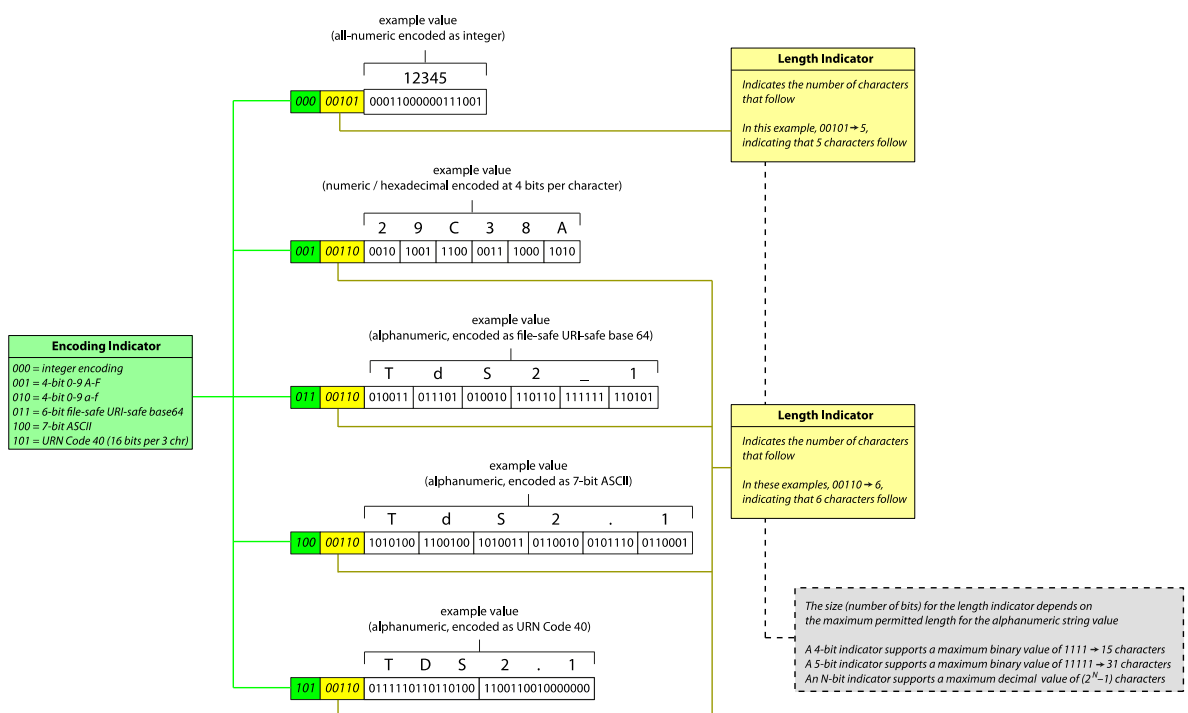 example value
(all-numeric encoded as integer)
12345
000 00101 00011000000111001
Length Indicator
Indicates the number of characters
that follow
In this example, 00101→5,
indicating that 5 characters follow
example value
(numeric / hexadecimal encoded at 4 bits per character)
2 9 C 3 8 A
001 00110 0010 1001 1100 0011 1000 1010
example value
(alphanumeric, encoded as file-safe URI-safe base 64)
T d S 2 _ 1
011 00110 010011 011101 010010 110110 111111 110101
Encoding Indicator
000 = integer encoding
001 = 4-bit 0-9 A-F
010 = 4-bit 0-9 a-f
011 = 6-bit file-safe URI-safe base64
100 = 7-bit ASCII
101 = URN Code 40 (16 bits per 3 chr)
Length Indicator
Indicates the number of characters
that follow
In these examples, 00110→6,
indicating that 6 characters follow
example value
(alphanumeric, encoded as 7-bit ASCII)
T d S 2 . 1
100 00110 1010100 1100100 1010011 0110010 0101110 0110001
example value
(alphanumeric, encoded as URN Code 40)
T D S 2 . 1
101 00110 0111110110110100 1100110010000000
The size (number of bits) for the length indicator depends on
the maximum permitted length for the alphanumeric string value
A 4-bit indicator supports a maximum binary value of 1111 → 15 characters
A 5-bit indicator supports a maximum binary value of 11111 → 31 characters
An N-bit indicator supports a maximum decimal value of (2^N–1) characters